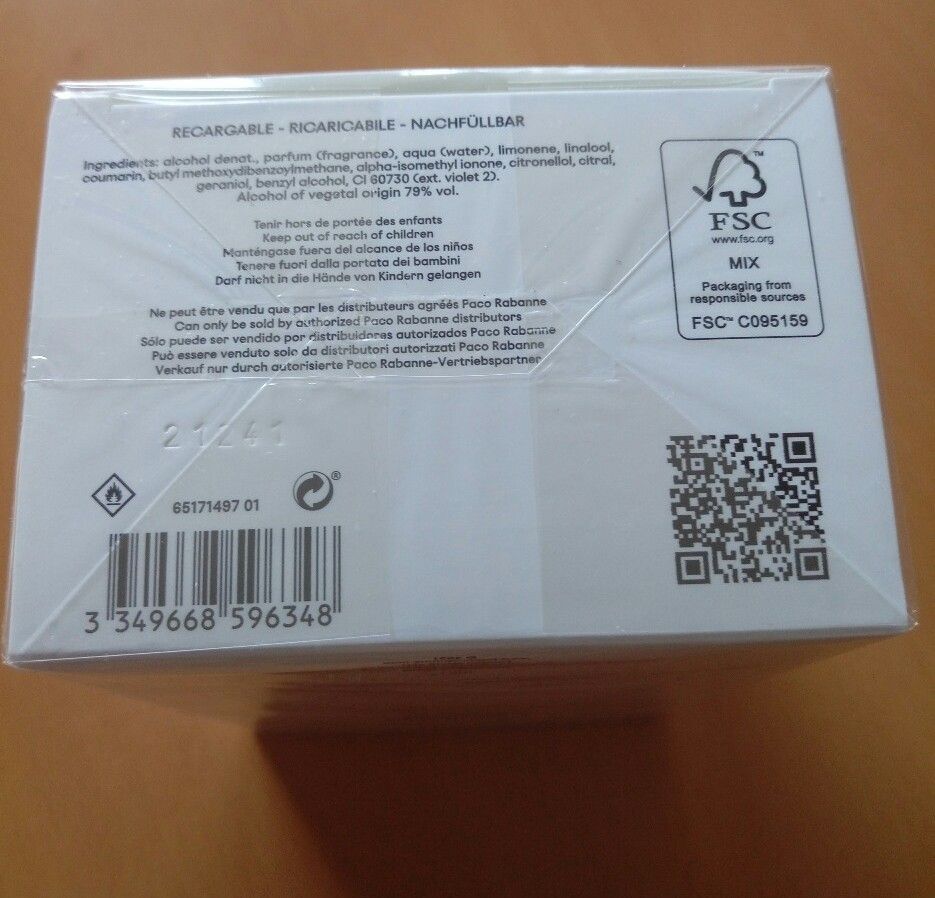 RECARGABLE - RICARICABILE - NACHFÜLLBAR
Ingredients: alcohol denat., parfum (fragrance), aqua (water), limonene, linalool,
coumarin, butyl methoxydibenzoylmethane, alpha-isomethyl ionone, citronellol, citral,
geraniol, benzyl alcohol, CI 60730 (ext. violet 2).
Alcohol of vegetal origin 79% vol.
Tenir hors de portée des enfants
Keep out of reach of children
Manténgase fuera del alcance de los niños
Tenere fuori dalla portata dei bambini
Darf nicht in die Hände von Kindern gelangen
Ne peut être vendu que par les distributeurs agréés Paco Rabanne
Can only be sold by authorized Paco Rabanne distributors
Sólo puede ser vendido por distribuidores autorizados Paco Rabanne
Può essere venduto solo da distributori autorizzati Paco Rabanne
Verkauf nur durch autorisierte Paco Rabanne-Vertriebspartner
FSC™
www.fsc.org
MIX
Packaging from
responsible sources
FSC™ C095159
21241
65171497 01
®
3 349668 596348